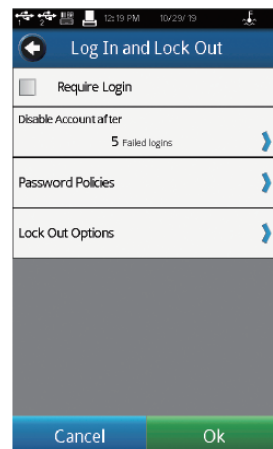 12:19 PM 10/29/19
Log In and Lock Out
Require Login
Disable Account after
5 Failed logins
Password Policies
Lock Out Options
Cancel Ok